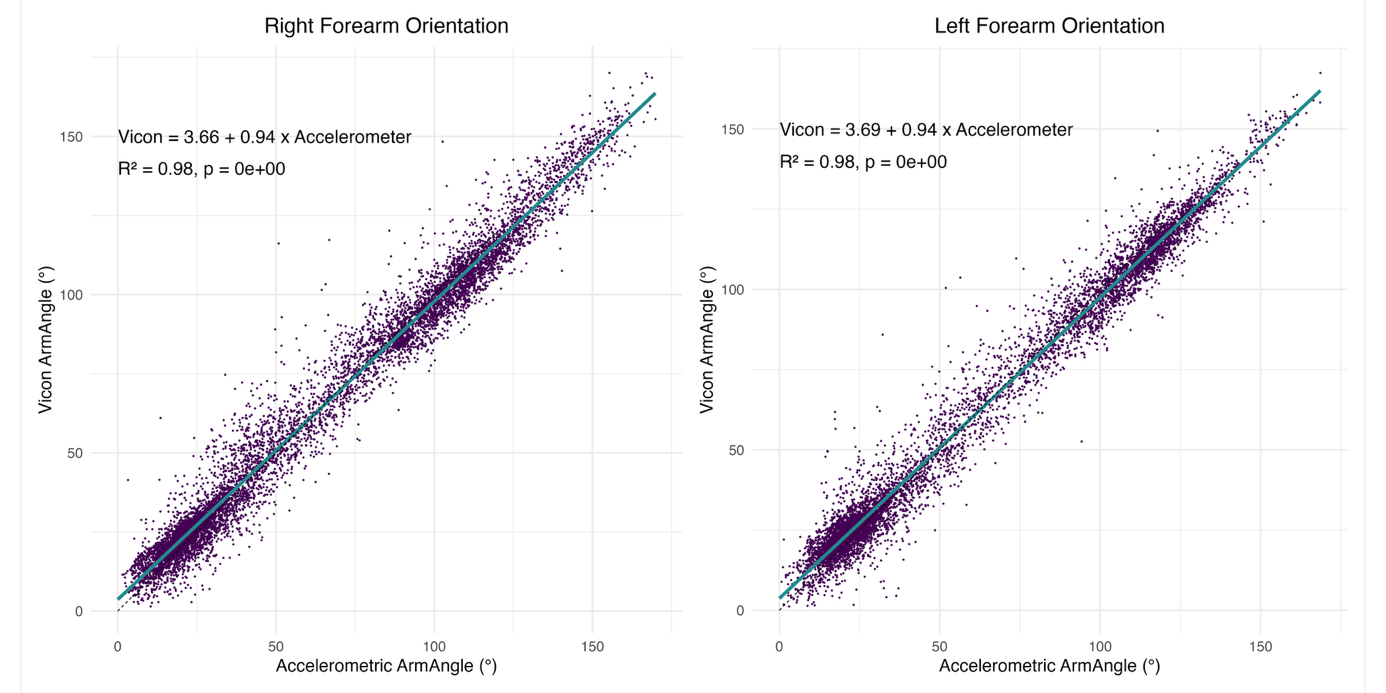 Right Forearm Orientation
Vicon = 3.66 + 0.94 x Accelerometer
R² = 0.98, p = 0e+00
Vicon ArmAngle (°)
150
100
50
0
0 50 100 150
Accelerometric ArmAngle (°)
Left Forearm Orientation
Vicon = 3.69 + 0.94 x Accelerometer
R² = 0.98, p = 0e+00
Vicon ArmAngle (°)
150
100
50
0
0 50 100 150
Accelerometric ArmAngle (°)